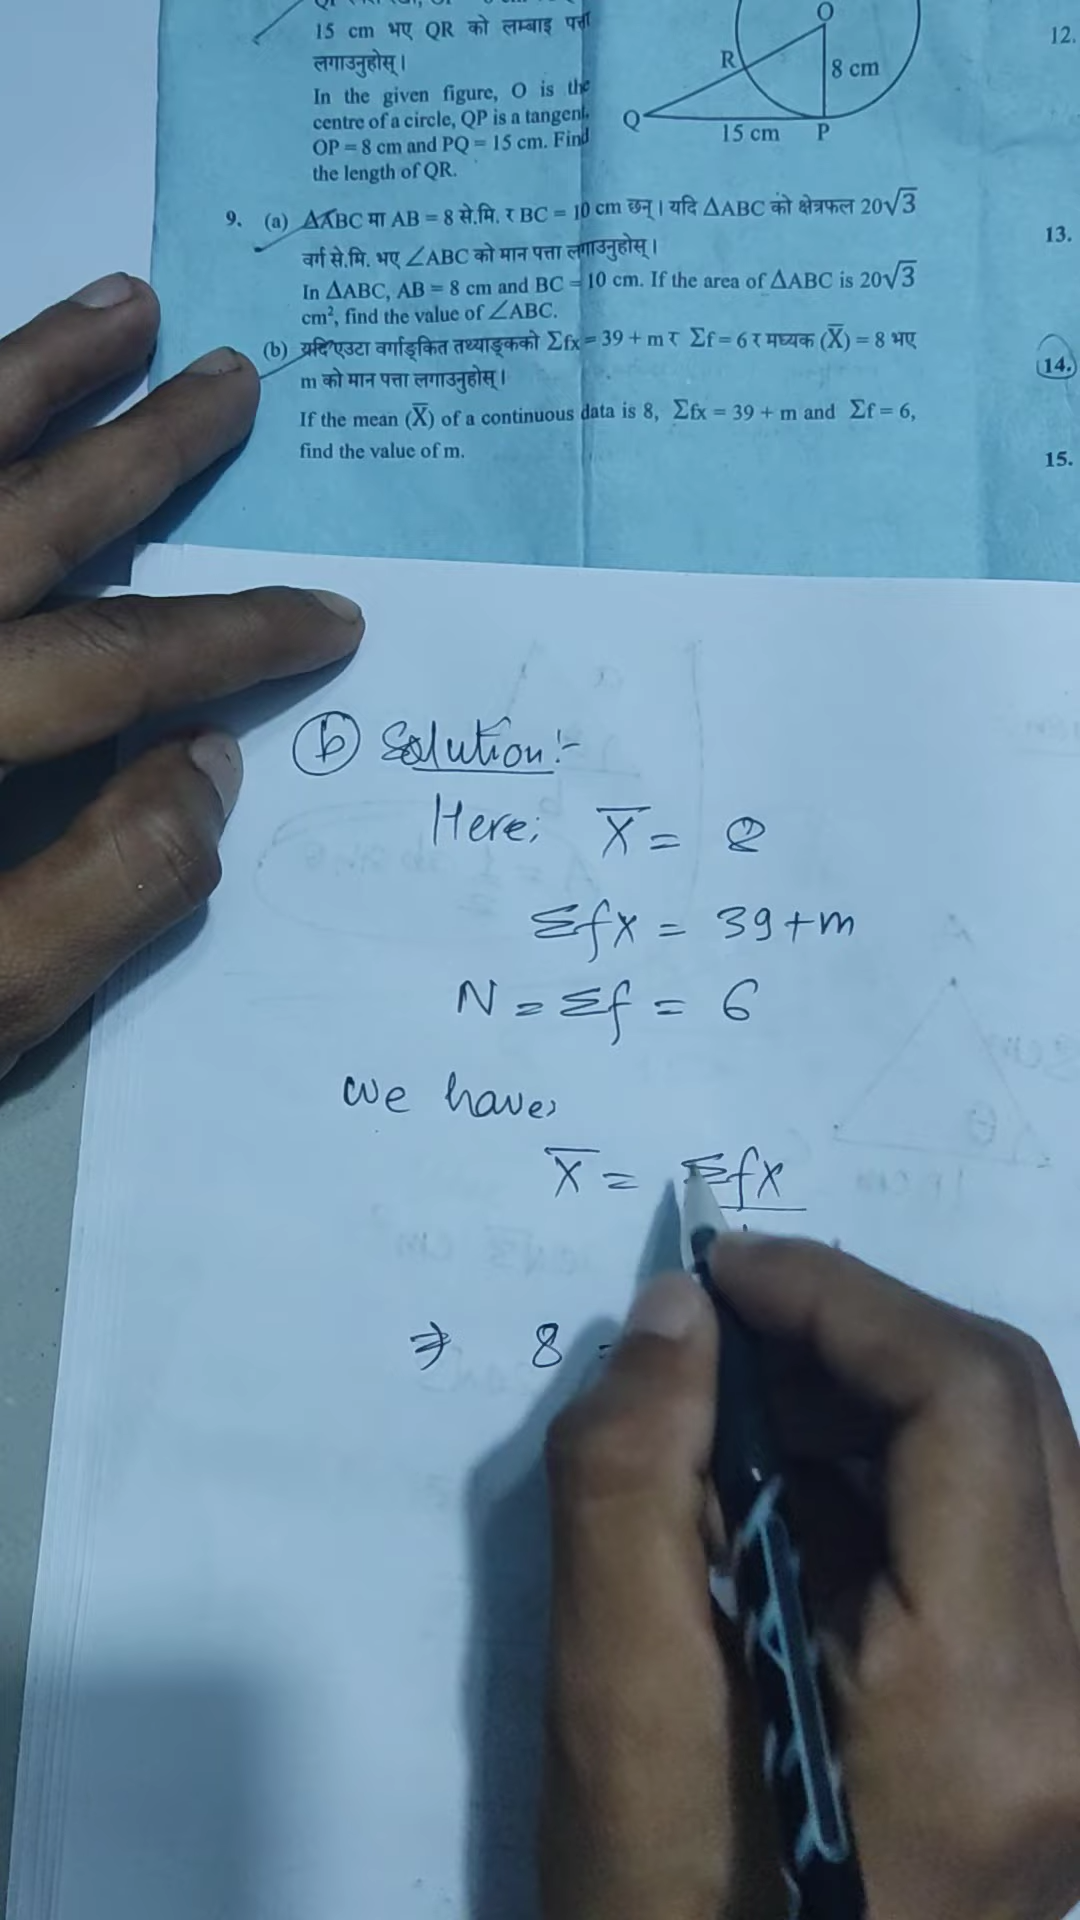 15 cm भए QR को लम्बाइ पत्ता
लगाउनुहोस् ।
In the given figure, O is the
centre of a circle, QP is a tangent,
OP = 8 cm and PQ = 15 cm. Find
the length of QR.
O
R
8 cm
Q
15 cm
P
12.
9. (a) ΔABC मा AB = 8 से.मि. र BC = 10 cm छन् । यदि ΔABC को क्षेत्रफल 20√3
वर्ग से.मि. भए ∠ABC को मान पत्ता लगाउनुहोस् ।
In ΔABC, AB = 8 cm and BC = 10 cm. If the area of ΔABC is 20√3
cm², find the value of ∠ABC.
13.
(b) यदि एउटा वर्गाङ्कित तथ्याङ्कको Σfx = 39 + m र Σf = 6 र मध्यक (X̅) = 8 भए
m को मान पत्ता लगाउनुहोस् ।
If the mean (X̅) of a continuous data is 8, Σfx = 39 + m and Σf = 6,
find the value of m.
14.
15.
(b) Solution:-
Here; X̅ = 8
Σfx = 39+m
N = Σf = 6
we have,
X̅ = Σfx
⇒ 8 =